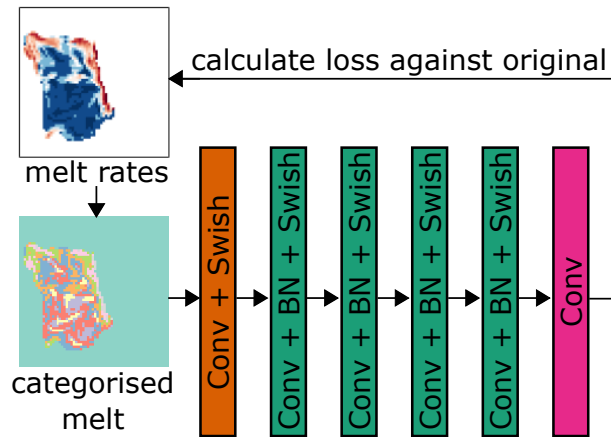 calculate loss against original
melt rates
categorised
melt
Conv + Swish
Conv + BN + Swish
Conv + BN + Swish
Conv + BN + Swish
Conv + BN + Swish
Conv